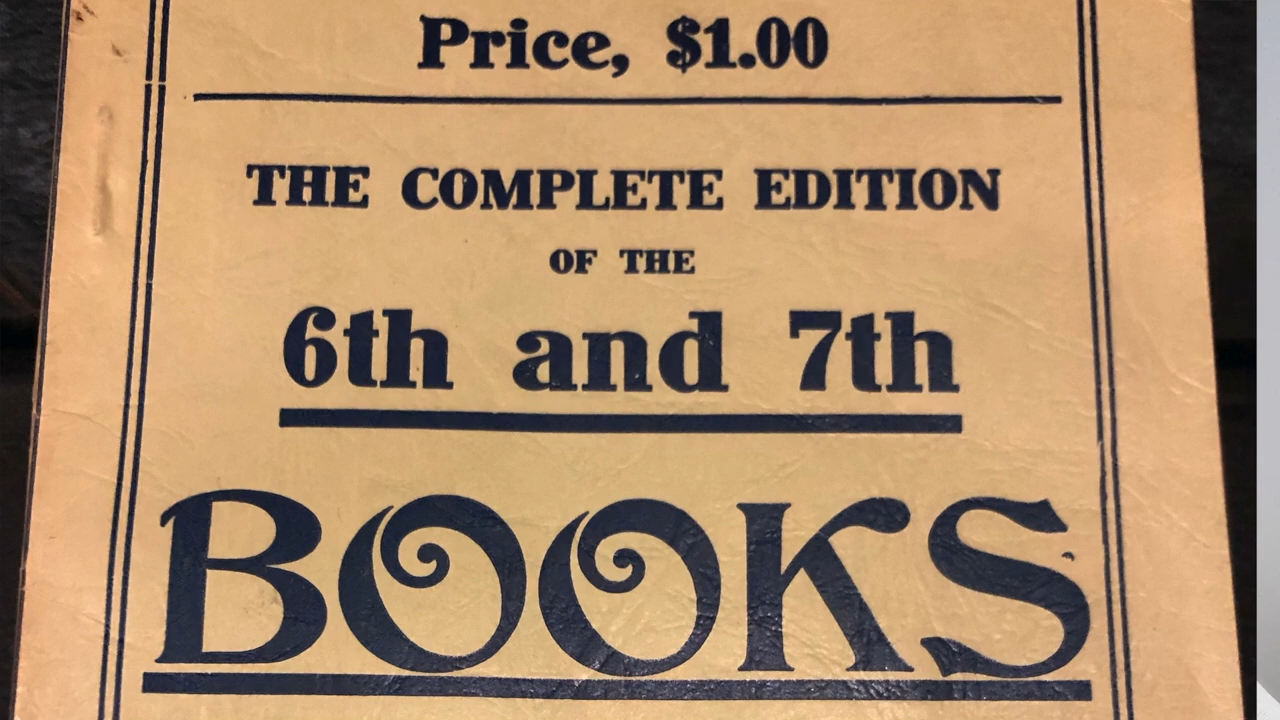 Price, $1.00
THE COMPLETE EDITION
OF THE
6th and 7th
BOOKS